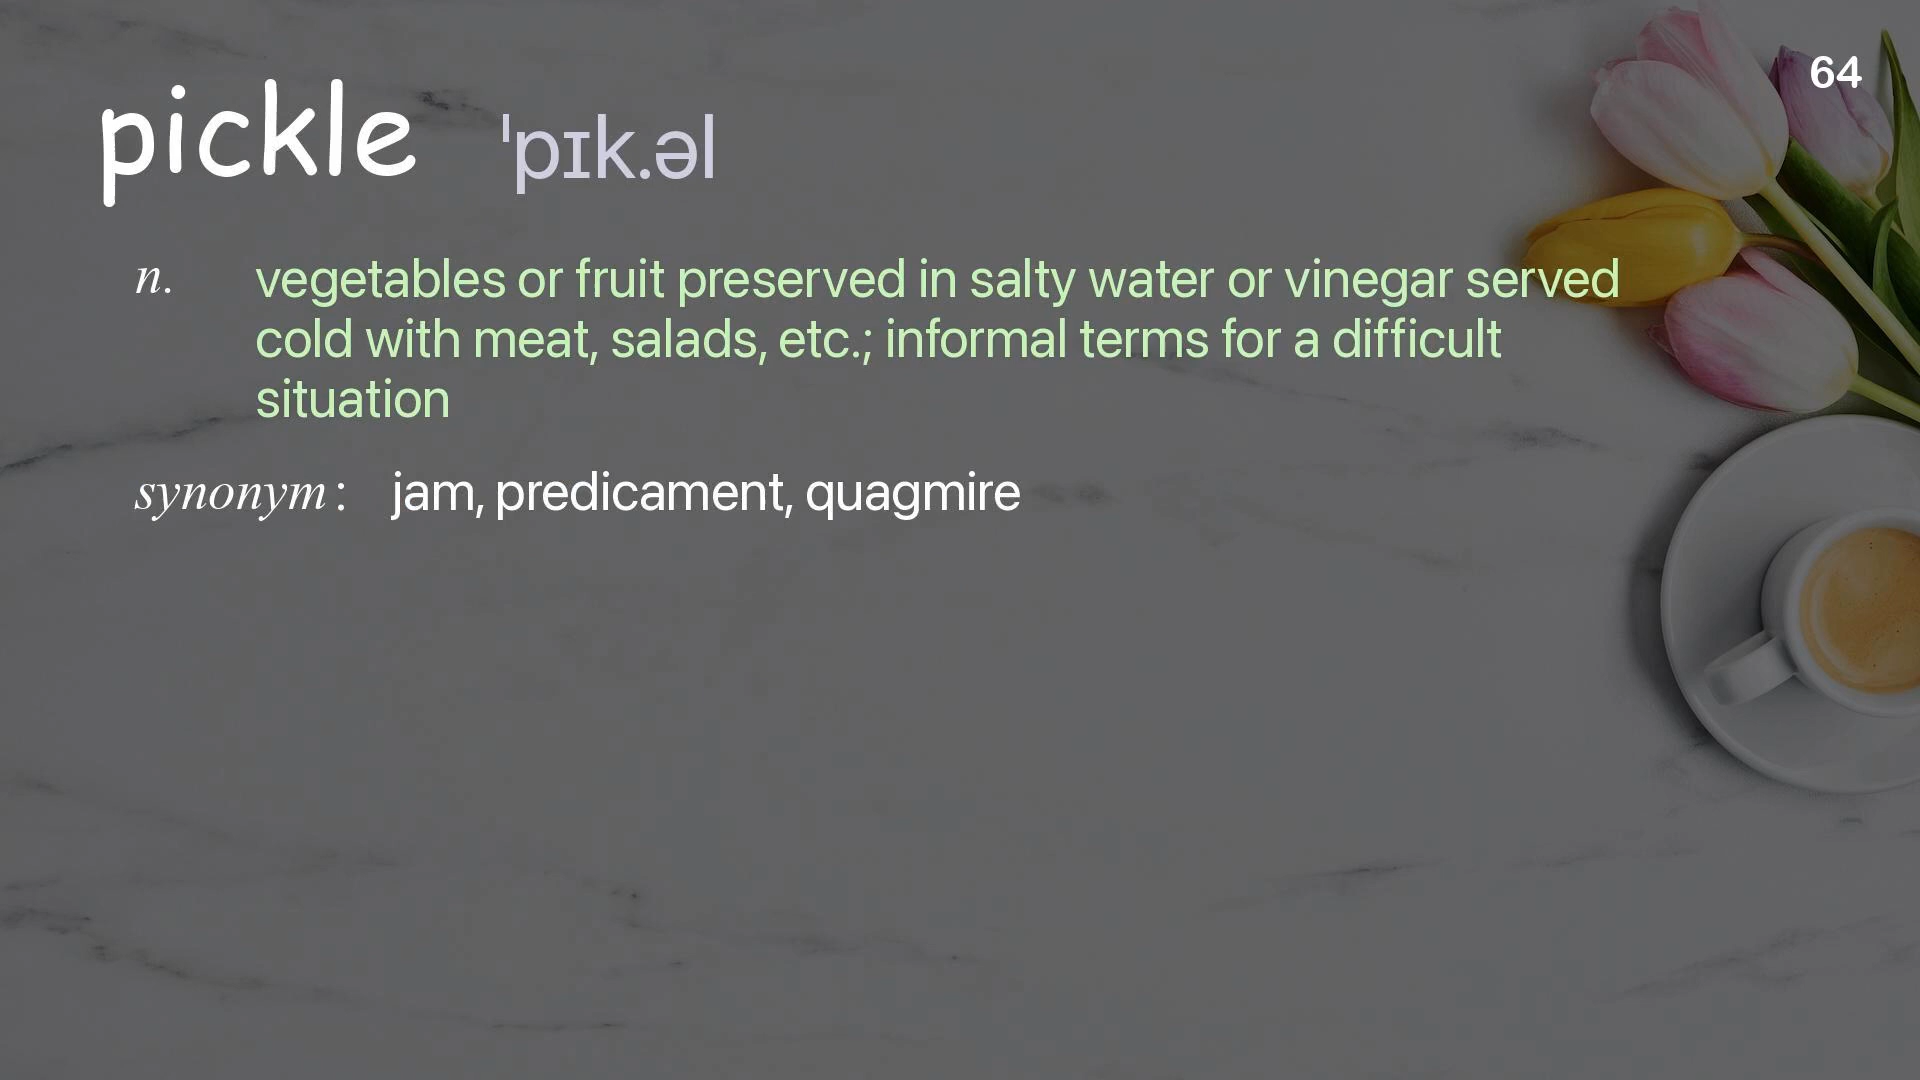 64
pickle ˈpɪk.əl
n. vegetables or fruit preserved in salty water or vinegar served
cold with meat, salads, etc.; informal terms for a difficult
situation
synonym : jam, predicament, quagmire